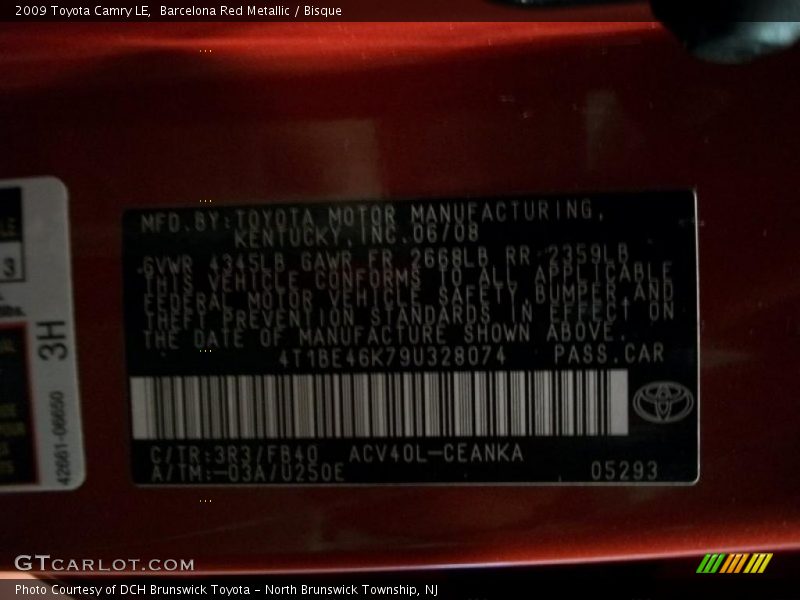 2009 Toyota Camry LE,  Barcelona Red Metallic / Bisque
MFD.BY:TOYOTA MOTOR MANUFACTURING,
KENTUCKY,INC.06/08
GVWR 4345LB GAWR FR 2668LB RR 2359LB
THIS VEHICLE CONFORMS TO ALL APPLICABLE
FEDERAL MOTOR VEHICLE SAFETY,BUMPER,AND
THEFT PREVENTION STANDARDS IN EFFECT ON
THE DATE OF MANUFACTURE SHOWN ABOVE.
4T1BE46K79U328074 PASS.CAR
C/TR:3R3/FB40 ACV40L-CEANKA
A/TM:-03A/U250E 05293
3
3H
42661-06650
GTCARLOT.COM
Photo Courtesy of DCH Brunswick Toyota - North Brunswick Township, NJ